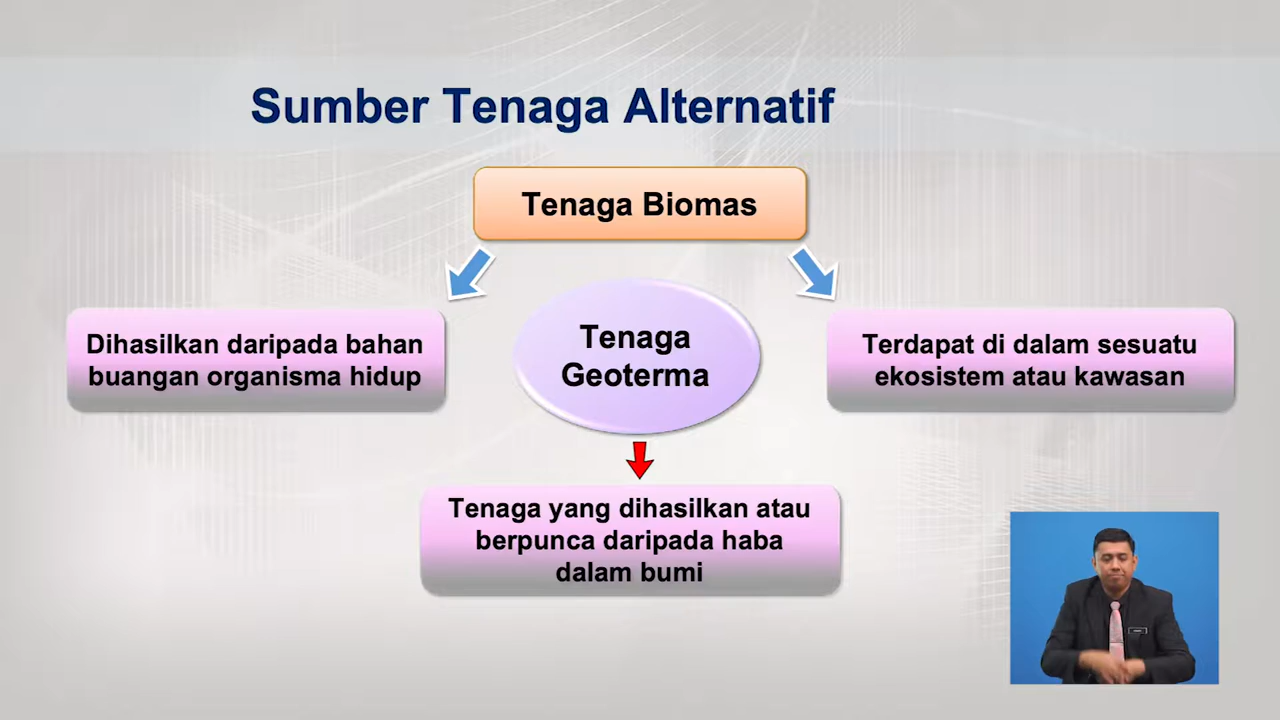 Sumber Tenaga Alternatif
Tenaga Biomas
Dihasilkan daripada bahan
buangan organisma hidup
Tenaga
Geoterma
Terdapat di dalam sesuatu
ekosistem atau kawasan
Tenaga yang dihasilkan atau
berpunca daripada haba
dalam bumi